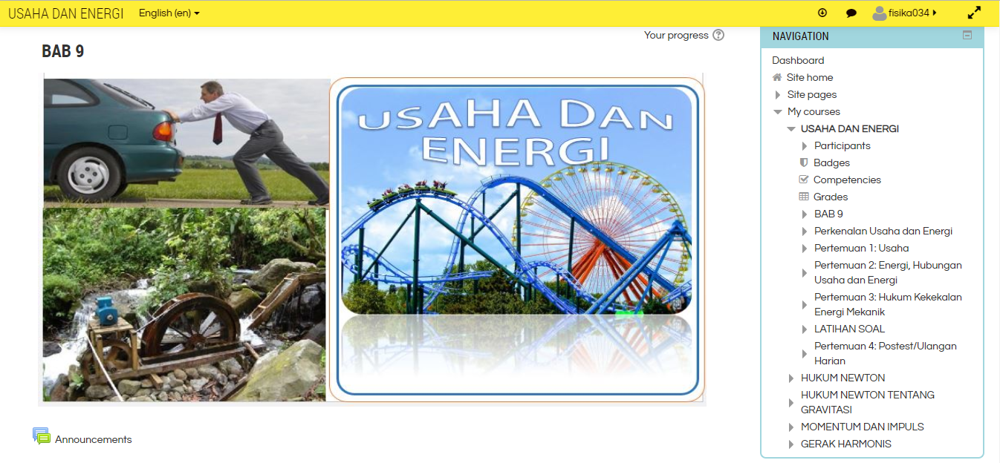 USAHA DAN ENERGI English (en) fisika034
Your progress
BAB 9
USAHA DAN
ENERGI
Announcements
NAVIGATION
Dashboard
Site home
Site pages
My courses
USAHA DAN ENERGI
Participants
Badges
Competencies
Grades
BAB 9
Perkenalan Usaha dan Energi
Pertemuan 1: Usaha
Pertemuan 2: Energi, Hubungan
Usaha dan Energi
Pertemuan 3: Hukum Kekekalan
Energi Mekanik
LATIHAN SOAL
Pertemuan 4: Postest/Ulangan
Harian
HUKUM NEWTON
HUKUM NEWTON TENTANG
GRAVITASI
MOMENTUM DAN IMPULS
GERAK HARMONIS